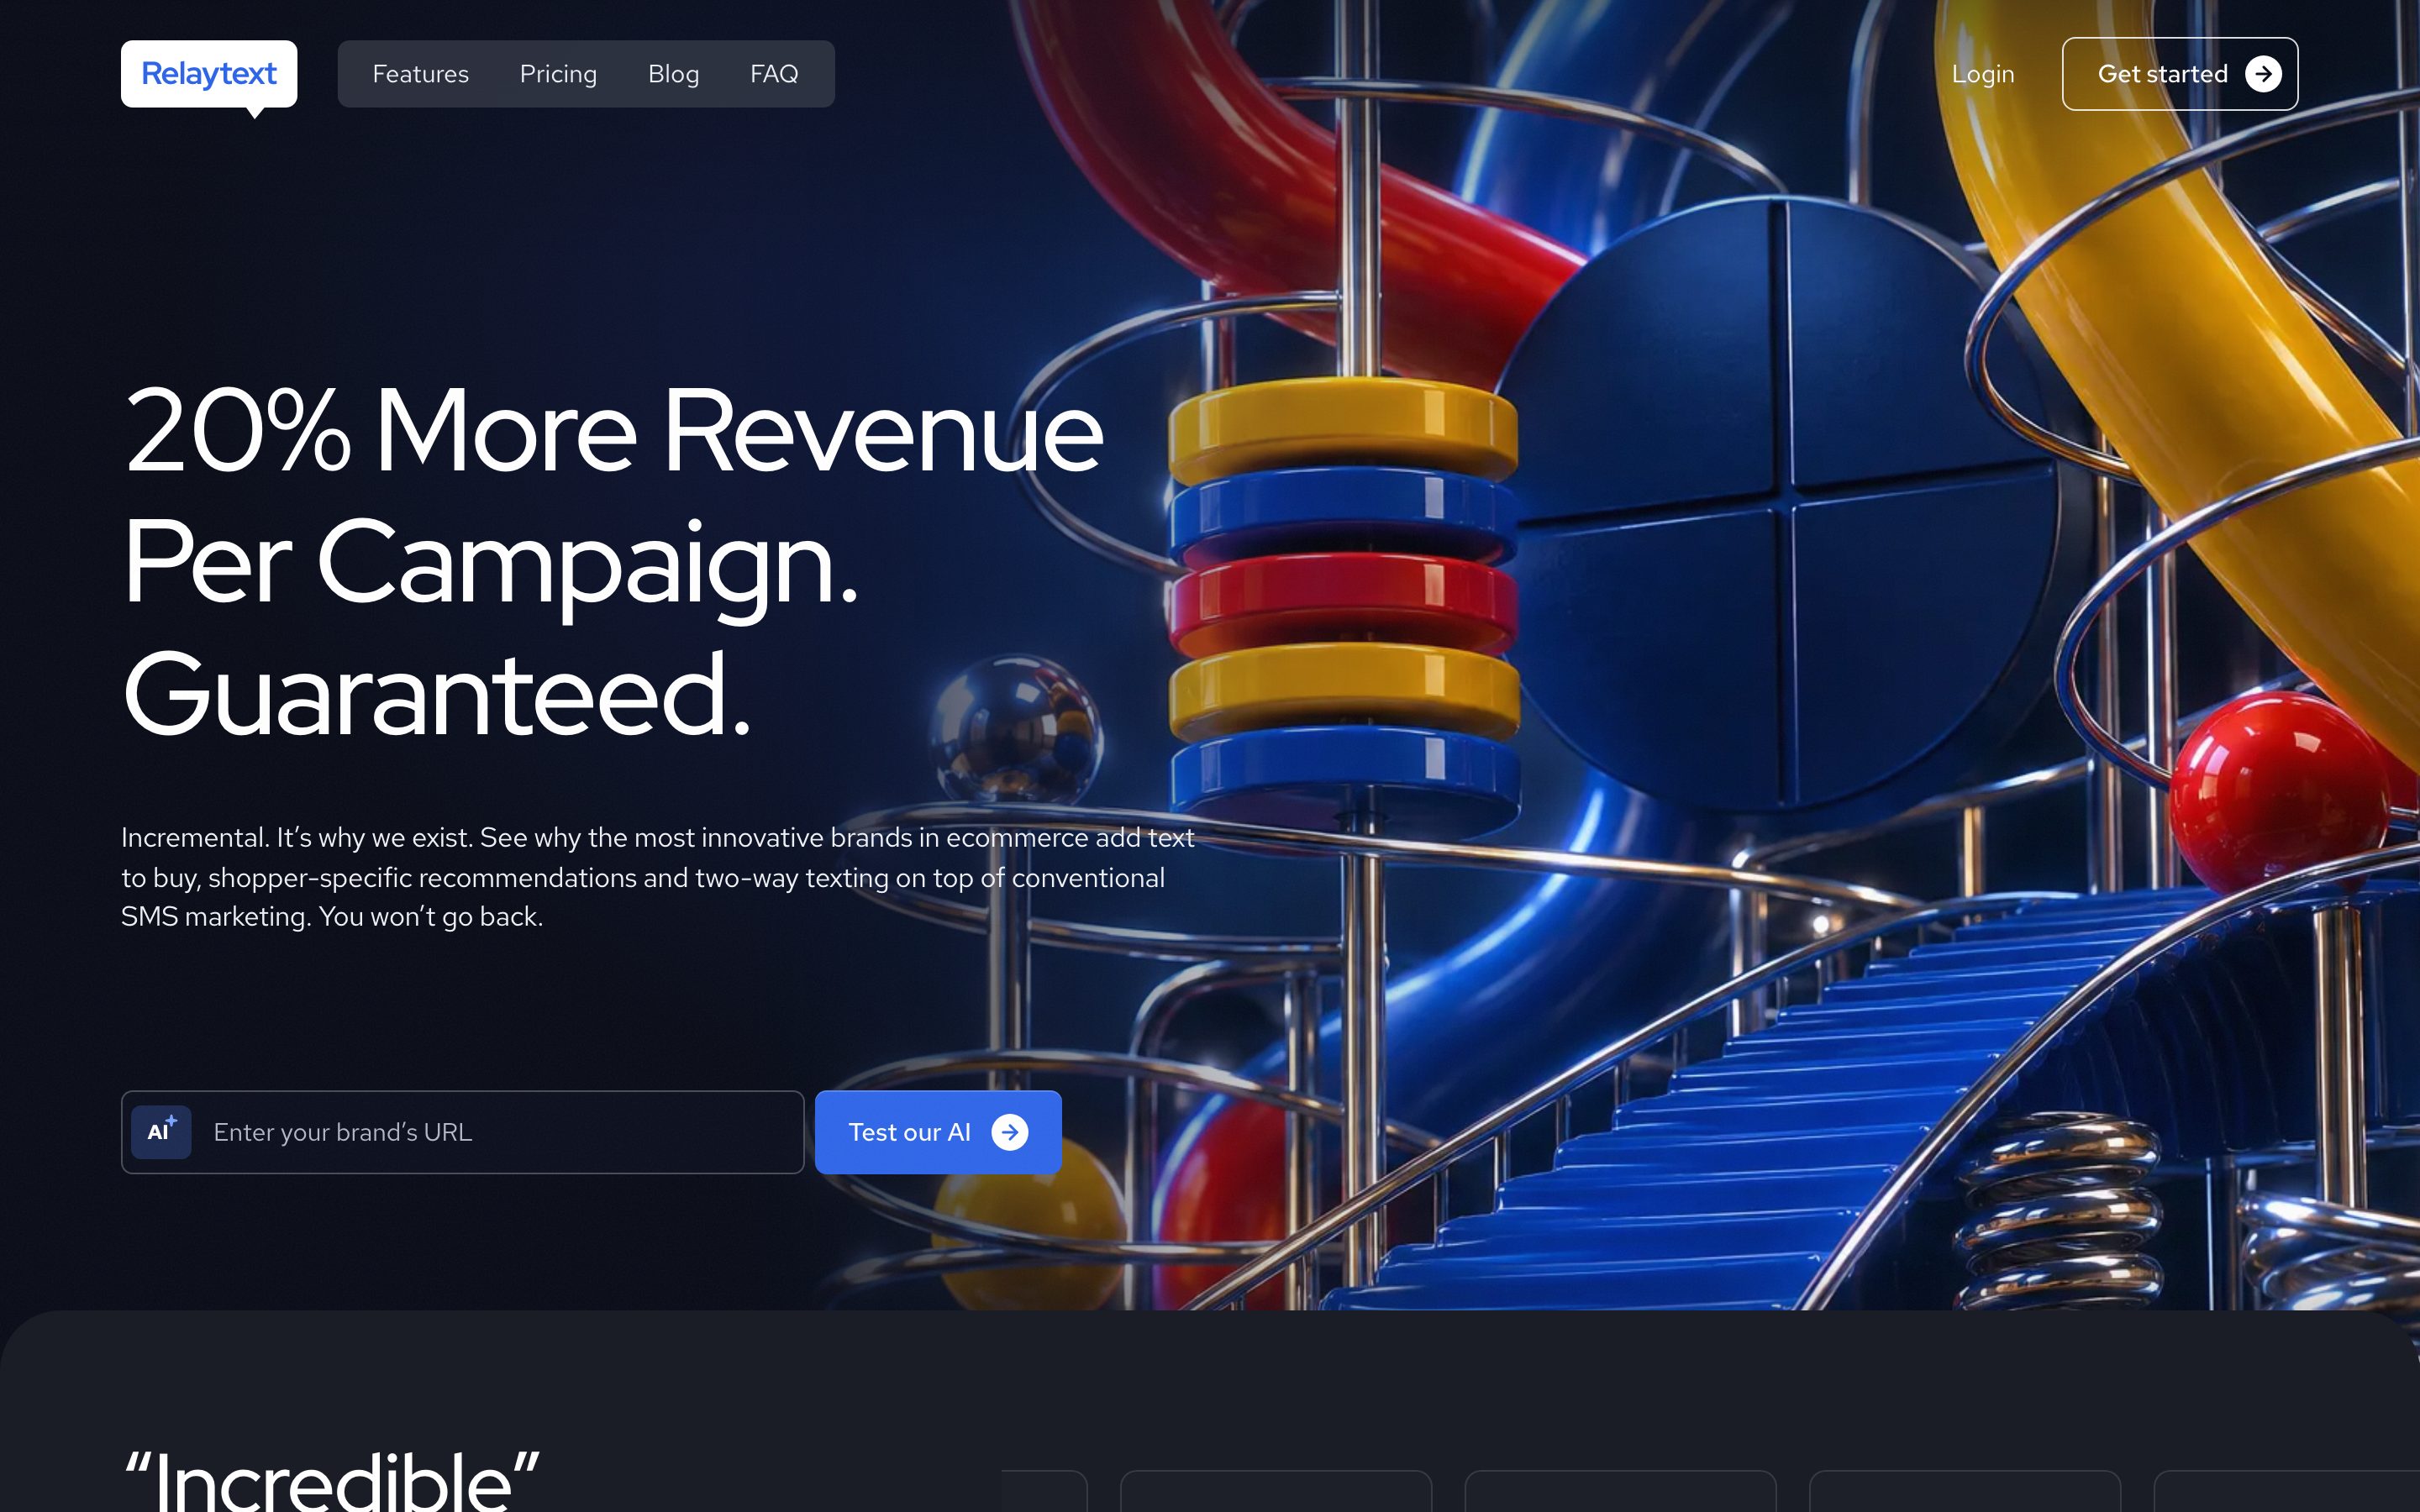 Relaytext
Features
Pricing
Blog
FAQ
Login
Get started
20% More Revenue
Per Campaign.
Guaranteed.
Incremental. It’s why we exist. See why the most innovative brands in ecommerce add text
to buy, shopper-specific recommendations and two-way texting on top of conventional
SMS marketing. You won’t go back.
AI
Enter your brand’s URL
Test our AI
“Incredible”